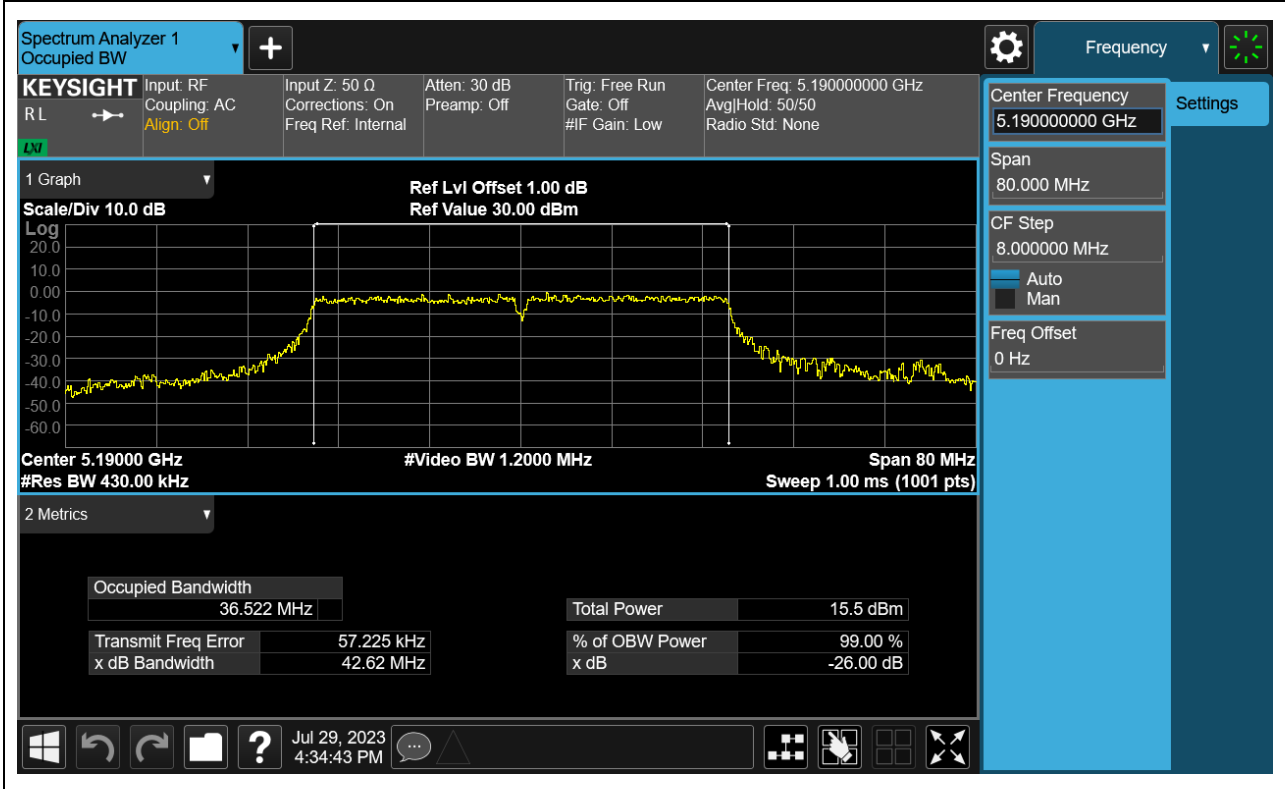 Spectrum Analyzer 1
Occupied BW
Frequency
KEYSIGHT
R L
LXI
Input: RF
Coupling: AC
Align: Off
Input Z: 50 Ω
Corrections: On
Freq Ref: Internal
Atten: 30 dB
Preamp: Off
Trig: Free Run
Gate: Off
#IF Gain: Low
Center Freq: 5.190000000 GHz
Avg|Hold: 50/50
Radio Std: None
Center Frequency
5.190000000 GHz
Settings
Span
80.000 MHz
CF Step
8.000000 MHz
Auto
Man
Freq Offset
0 Hz
1 Graph
Scale/Div 10.0 dB
Ref Lvl Offset 1.00 dB
Ref Value 30.00 dBm
Log
20.0
10.0
0.00
-10.0
-20.0
-30.0
-40.0
-50.0
-60.0
Center 5.19000 GHz
#Video BW 1.2000 MHz
Span 80 MHz
#Res BW 430.00 kHz
Sweep 1.00 ms (1001 pts)
2 Metrics
Occupied Bandwidth
36.522 MHz
Total Power 15.5 dBm
Transmit Freq Error 57.225 kHz
% of OBW Power 99.00 %
x dB Bandwidth 42.62 MHz
x dB -26.00 dB
?
Jul 29, 2023
4:34:43 PM